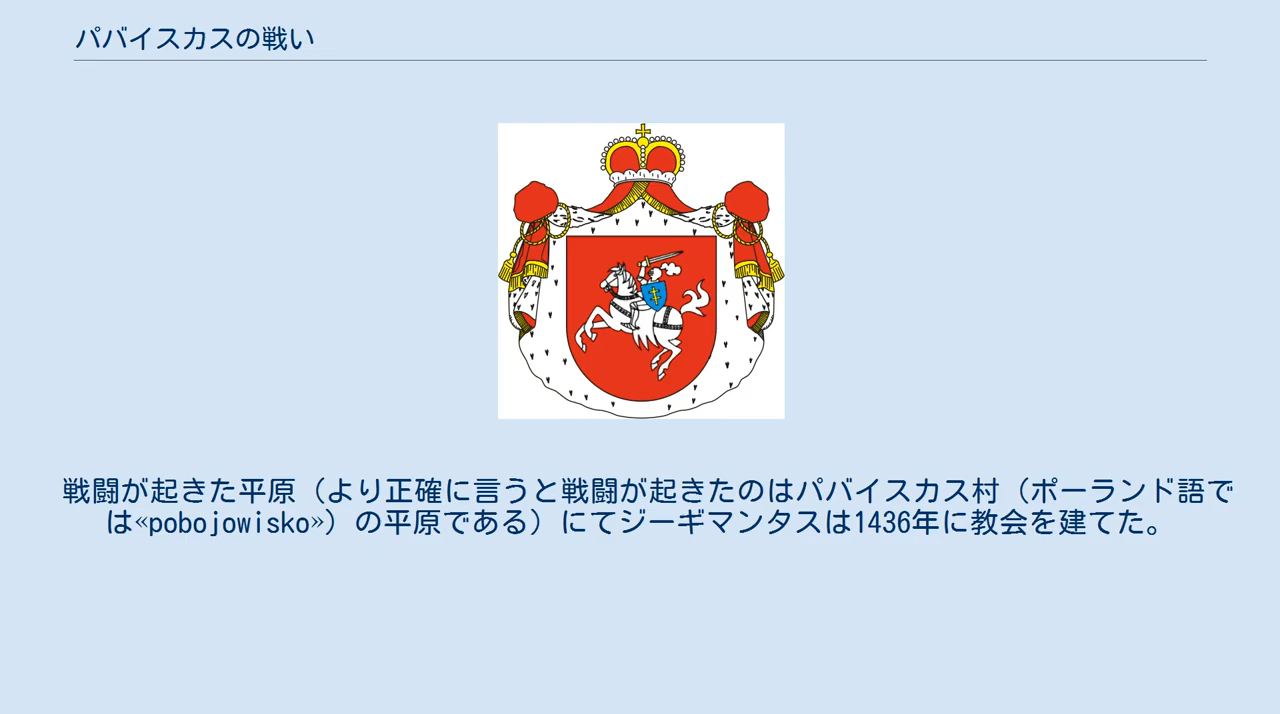 パバイスカスの戦い
戦闘が起きた平原（より正確に言うと戦闘が起きたのはパバイスカス村（ポーランド語で
は«pobojowisko»）の平原である）にてジーギマンタスは1436年に教会を建てた。